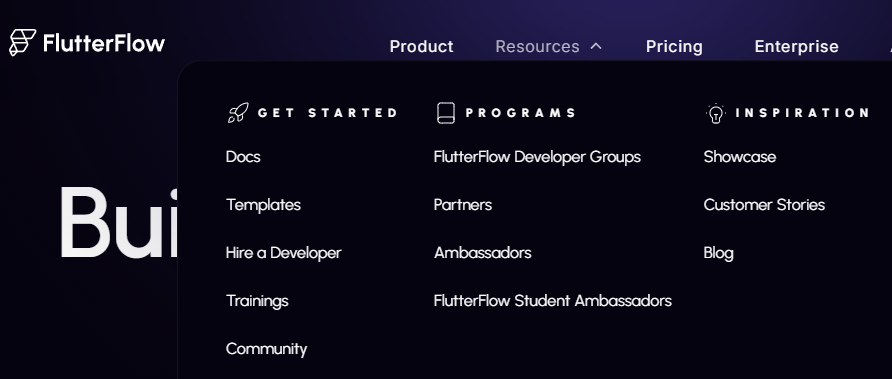 FlutterFlow
Product Resources Pricing Enterprise
GET STARTED
Docs
Templates
Hire a Developer
Trainings
Community
PROGRAMS
FlutterFlow Developer Groups
Partners
Ambassadors
FlutterFlow Student Ambassadors
INSPIRATION
Showcase
Customer Stories
Blog